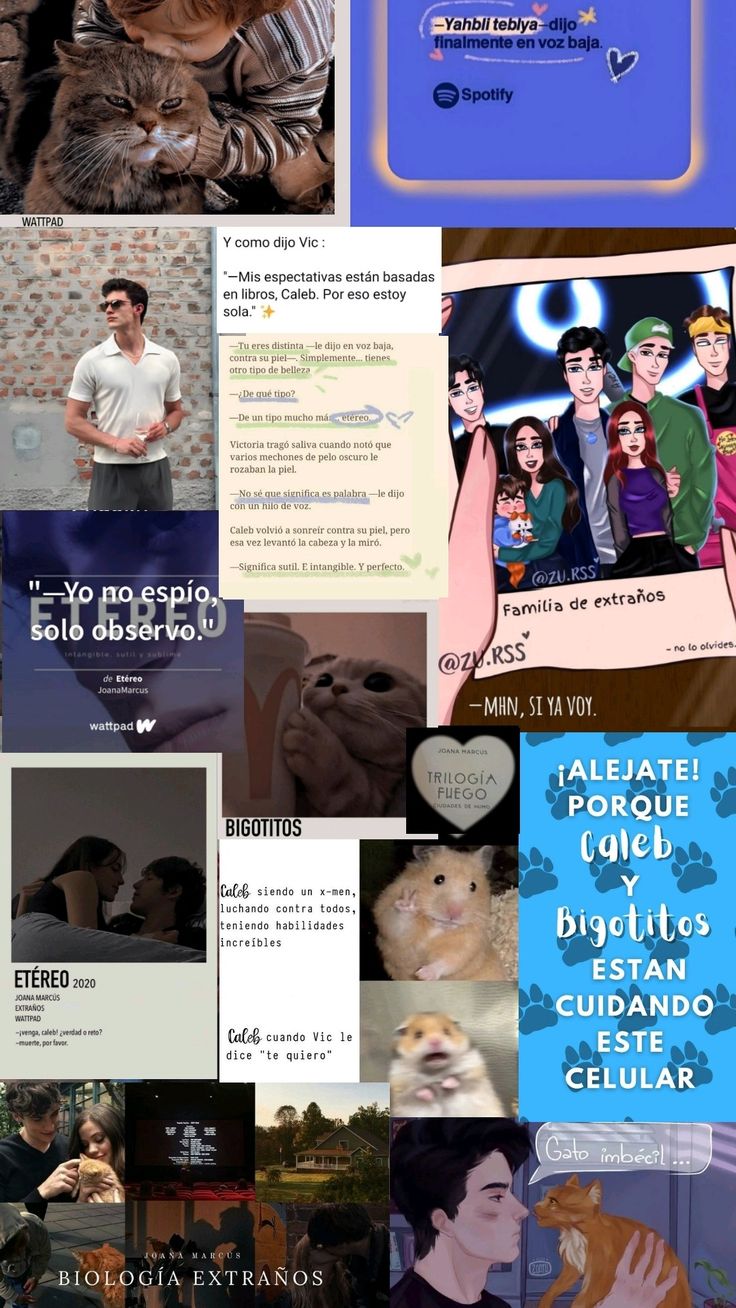 —Yahbli teblya—dijo
finalmente en voz baja.
Spotify
WATTPAD
Y como dijo Vic :
"—Mis espectativas están basadas
en libros, Caleb. Por eso estoy
sola." ✨
—Tu eres distinta —le dijo en voz baja,
contra su piel—. Simplemente... tienes
otro tipo de belleza
—¿De qué tipo?
—De un tipo mucho más... etéreo.
Victoria tragó saliva cuando notó que
varios mechones de pelo oscuro le
rozaban la piel.
—No sé que significa es palabra —le dijo
con un hilo de voz.
Caleb volvió a sonreír contra su piel, pero
esa vez levantó la cabeza y la miró.
—Significa sutil. E intangible. Y perfecto.
@ZU.RSS
Familia de extraños
- no lo olvides.
@ZU.RSS
—MHN, SI YA VOY.
ETÉREO
"—Yo no espío,
solo observo."
Intangible, sutil y sublime
de Etéreo
JoanaMarcus
wattpad
BIGOTITOS
JOANA MARCUS
TRILOGÍA
FUEGO
CIUDADES DE HUMO
¡ALEJATE!
PORQUE
Caleb
Y
Bigotitos
ESTAN
CUIDANDO
ESTE
CELULAR
ETÉREO 2020
JOANA MARCÚS
EXTRAÑOS
WATTPAD
—¡venga, caleb! ¿verdad o reto?
—muerte, por favor.
Caleb siendo un x-men,
luchando contra todos,
teniendo habilidades
increíbles
Caleb cuando Vic le
dice "te quiero"
Gato imbécil...
JOANA MARCÚS
BIOLOGÍA EXTRAÑOS